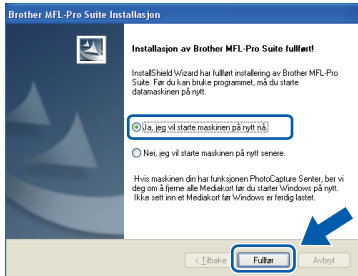 Brother MFL-Pro Suite Installasjon
Installasjon av Brother MFL-Pro Suite fullført!
InstallShield Wizard har fullført installering av Brother MFL-Pro
Suite. Før du kan bruke programmet, må du starte
datamaskinen på nytt.
Ja, jeg vil starte maskinen på nytt nå.
Nei, jeg vil starte maskinen på nytt senere.
Hvis maskinen din har funksjonen PhotoCapture Senter, ber vi
deg om å fjerne alle Mediakort før du starter Windows på nytt.
Ikke sett inn et Mediakort før Windows er ferdig lastet.
< Tilbake Fullfør Avbryt